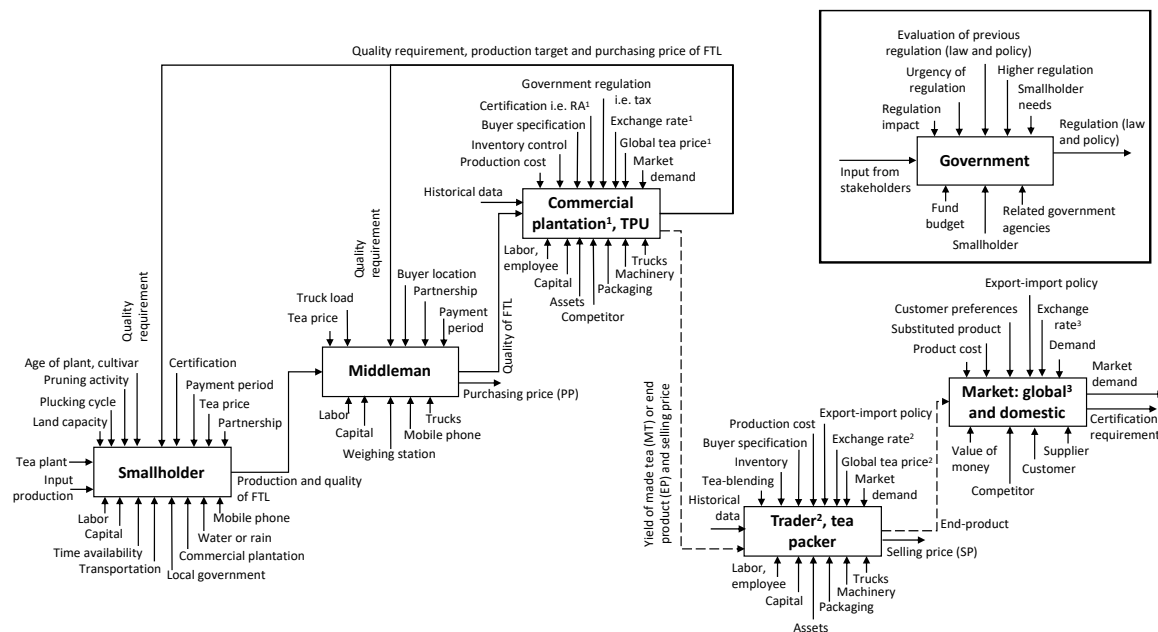 Quality requirement, production target and purchasing price of FTL
Quality
requirement
Age of plant, cultivar
Pruning activity
Plucking cycle
Land capacity
Certification
Payment period
Tea price
Partnership
Tea plant
Input
production
Smallholder
Production and quality
of FTL
Labor
Capital
Time availability
Transportation
Local government
Commercial plantation
Water or rain
Mobile phone
Quality
requirement
Truck load
Tea price
Buyer location
Partnership
Payment
period
Middleman
Purchasing price (PP)
Labor
Capital
Weighing station
Mobile phone
Trucks
Quality of FTL
Government regulation
i.e. tax
Certification i.e. RA¹
Buyer specification
Inventory control
Production cost
Exchange rate¹
Global tea price¹
Market
demand
Historical data
Commercial
plantation¹, TPU
Labor,
employee
Capital
Assets
Competitor
Packaging
Machinery
Trucks
Yield of made tea (MT) or end
product (EP) and selling price
Export-import policy
Production cost
Buyer specification
Inventory
Tea-blending
Exchange rate²
Global tea price²
Market
demand
Historical
data
Trader², tea
packer
End-product
Selling price (SP)
Labor,
employee
Capital
Assets
Packaging
Machinery
Trucks
Export-import policy
Customer preferences
Substituted product
Product cost
Exchange
rate³
Demand
Market: global³
and domestic
Market
demand
Certification
requirement
Value of
money
Competitor
Customer
Supplier
Evaluation of previous
regulation (law and policy)
Urgency of
regulation
Higher regulation
Smallholder
needs
Regulation
impact
Regulation (law
and policy)
Government
Input from
stakeholders
Fund
budget
Smallholder
Related government
agencies